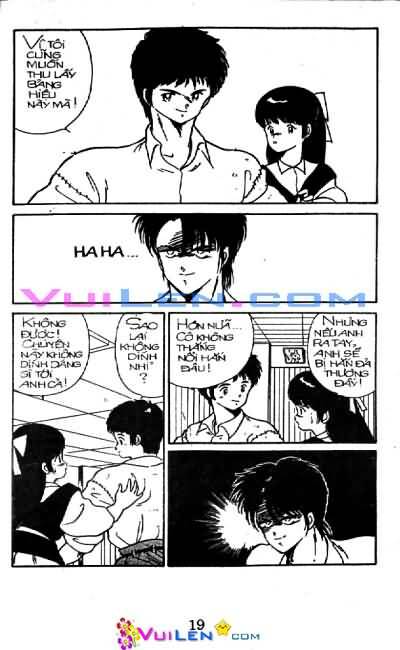 VÌ TÔI
CŨNG
MUỐN
THU LẤY
BẢNG
HIỆU
NÀY MÀ!
HA HA...
VUILEN.COM
KHÔNG
ĐƯỢC!
CHUYỆN
NÀY KHÔNG
DÍNH DÁNG
GÌ TỚI
ANH CẢ!
SAO
LẠI
KHÔNG
DÍNH
NHỈ
?
HƠN NỮA...
CÔ KHÔNG
THẮNG
NỔI HẮN
ĐÂU!
NHƯNG
NẾU ANH
RA TAY,
ANH SẼ
BỊ HẮN ĐẢ
THƯƠNG
ĐẤY!
19
VUILEN.COM